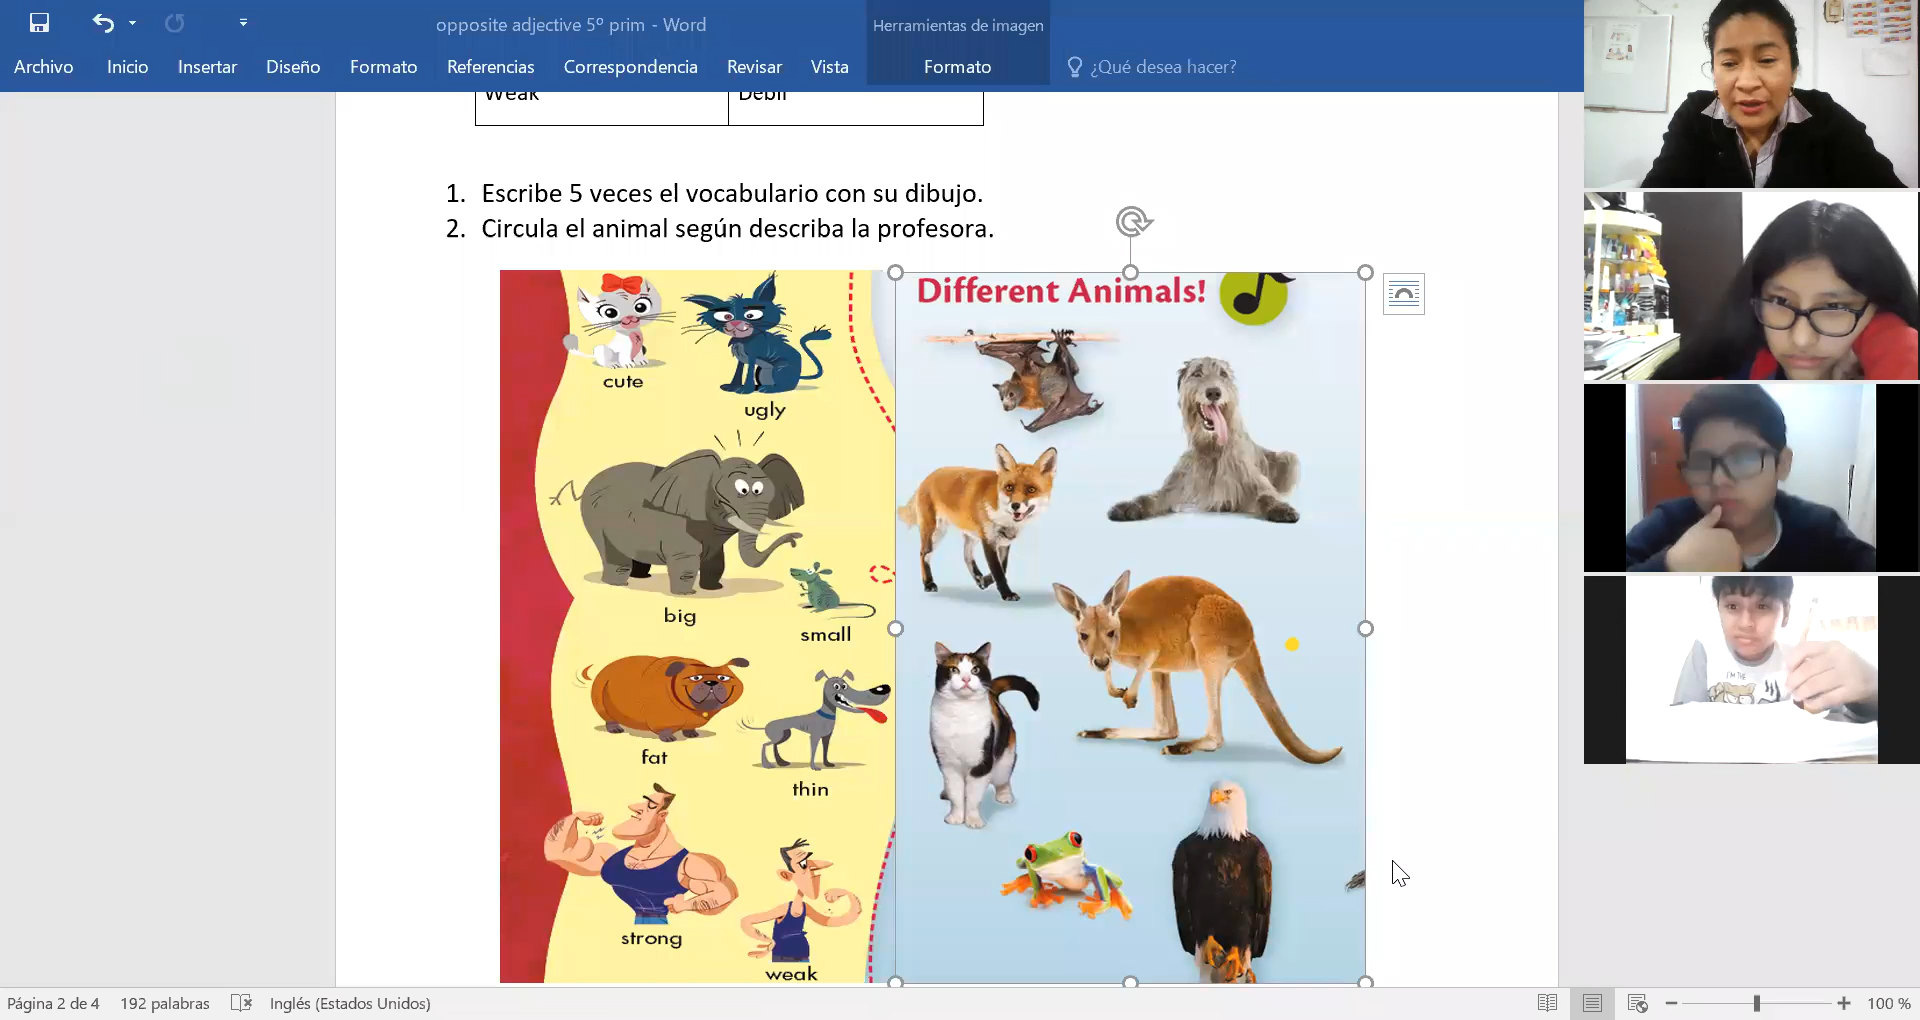 opposite adjective 5º prim - Word
Herramientas de imagen
Archivo Inicio Insertar Diseño Formato Referencias Correspondencia Revisar Vista Formato ¿Qué desea hacer?
Weak Débil
1. Escribe 5 veces el vocabulario con su dibujo.
2. Circula el animal según describa la profesora.
Different Animals!
cute
ugly
big
small
fat
thin
strong
weak
I'M THE
Página 2 de 4 192 palabras Inglés (Estados Unidos) 100 %